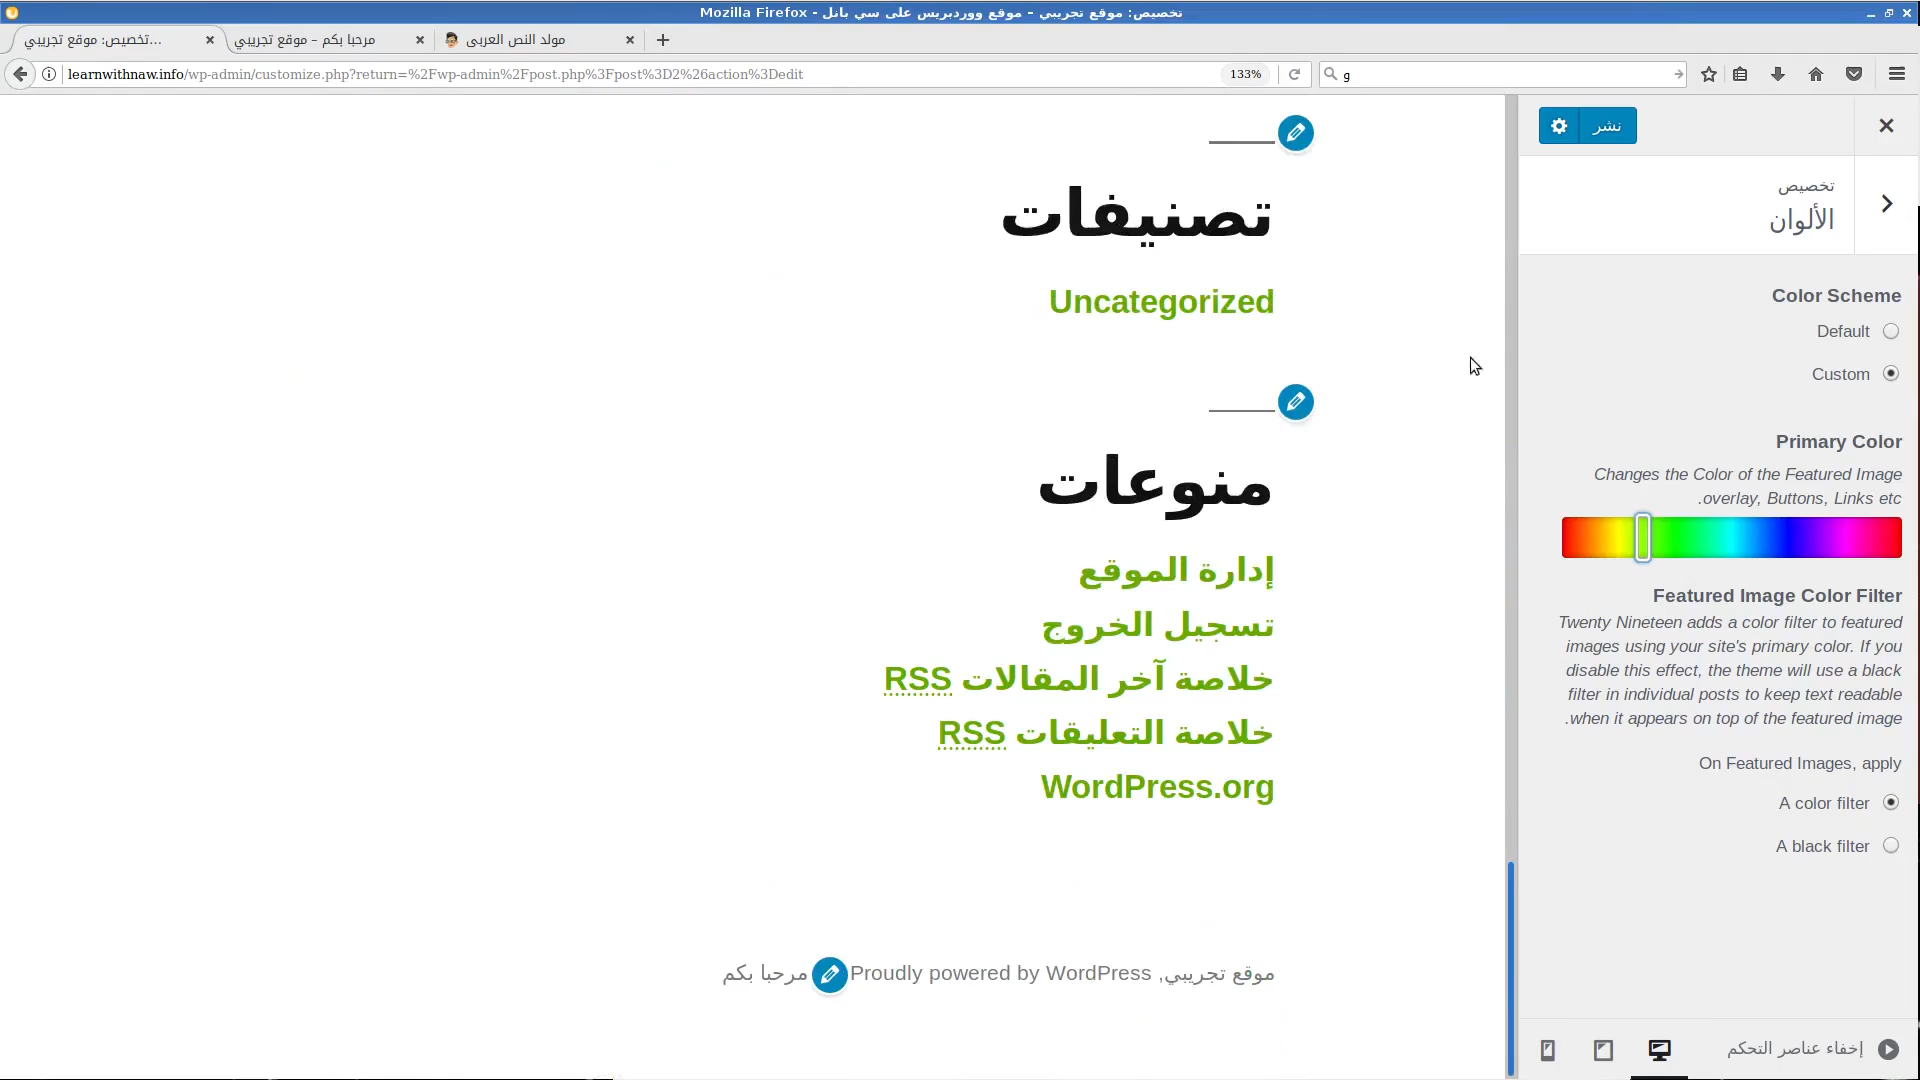 تخصيص: موقع تجريبي - موقع ووردبريس على سي بانل - Mozilla Firefox
تخصيص: موقع تجريبي...
مرحبا بكم – موقع تجريبي
مولد النص العربى
learnwithnaw.info/wp-admin/customize.php?return=%2Fwp-admin%2Fpost.php%3Fpost%3D2%26action%3Dedit
133%
و
نشر
تخصيص
الألوان
Color Scheme
Default
Custom
Primary Color
Changes the Color of the Featured Image
overlay, Buttons, Links etc.
Featured Image Color Filter
Twenty Nineteen adds a color filter to featured
images using your site's primary color. If you
disable this effect, the theme will use a black
filter in individual posts to keep text readable
when it appears on top of the featured image.
On Featured Images, apply
A color filter
A black filter
إخفاء عناصر التحكم
تصنيفات
Uncategorized
منوعات
إدارة الموقع
تسجيل الخروج
خلاصة آخر المقالات RSS
خلاصة التعليقات RSS
WordPress.org
موقع تجريبي, Proudly powered by WordPress مرحبا بكم